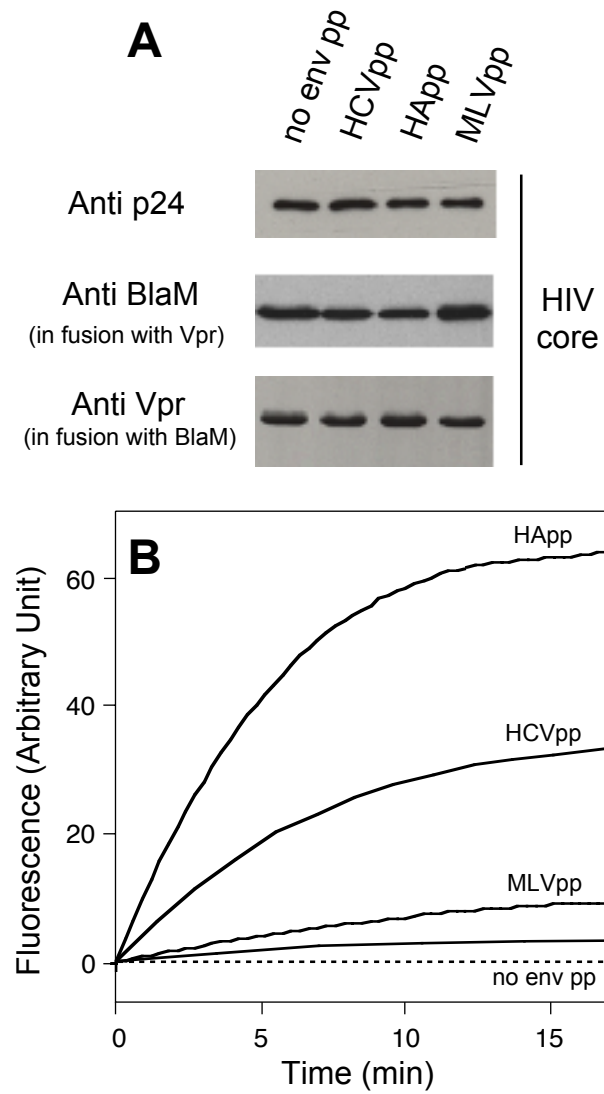 A
no env pp
HCVpp
HApp
MLVpp
Anti p24
Anti BlaM
(in fusion with Vpr)
Anti Vpr
(in fusion with BlaM)
HIV
core
B
Fluorescence (Arbitrary Unit)
60
40
20
0
HApp
HCVpp
MLVpp
no env pp
0
5
10
15
Time (min)